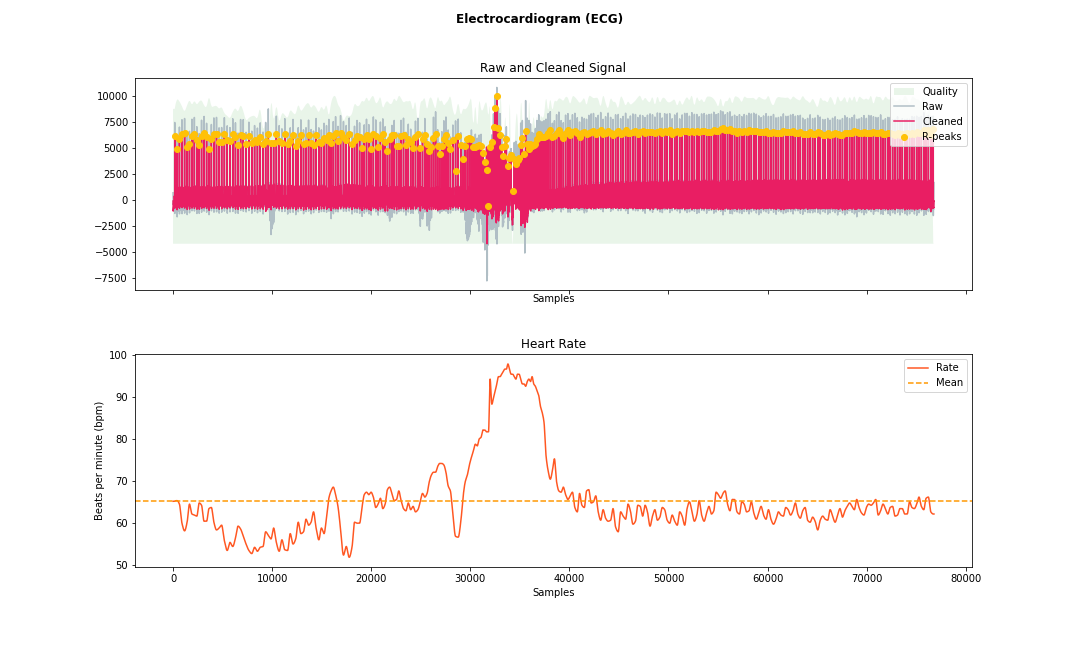 Electrocardiogram (ECG)
Raw and Cleaned Signal
10000
7500
5000
2500
0
−2500
−5000
−7500
Quality
Raw
Cleaned
R-peaks
Samples
Heart Rate
Beats per minute (bpm)
100
90
80
70
60
50
Rate
Mean
0 10000 20000 30000 40000 50000 60000 70000 80000
Samples